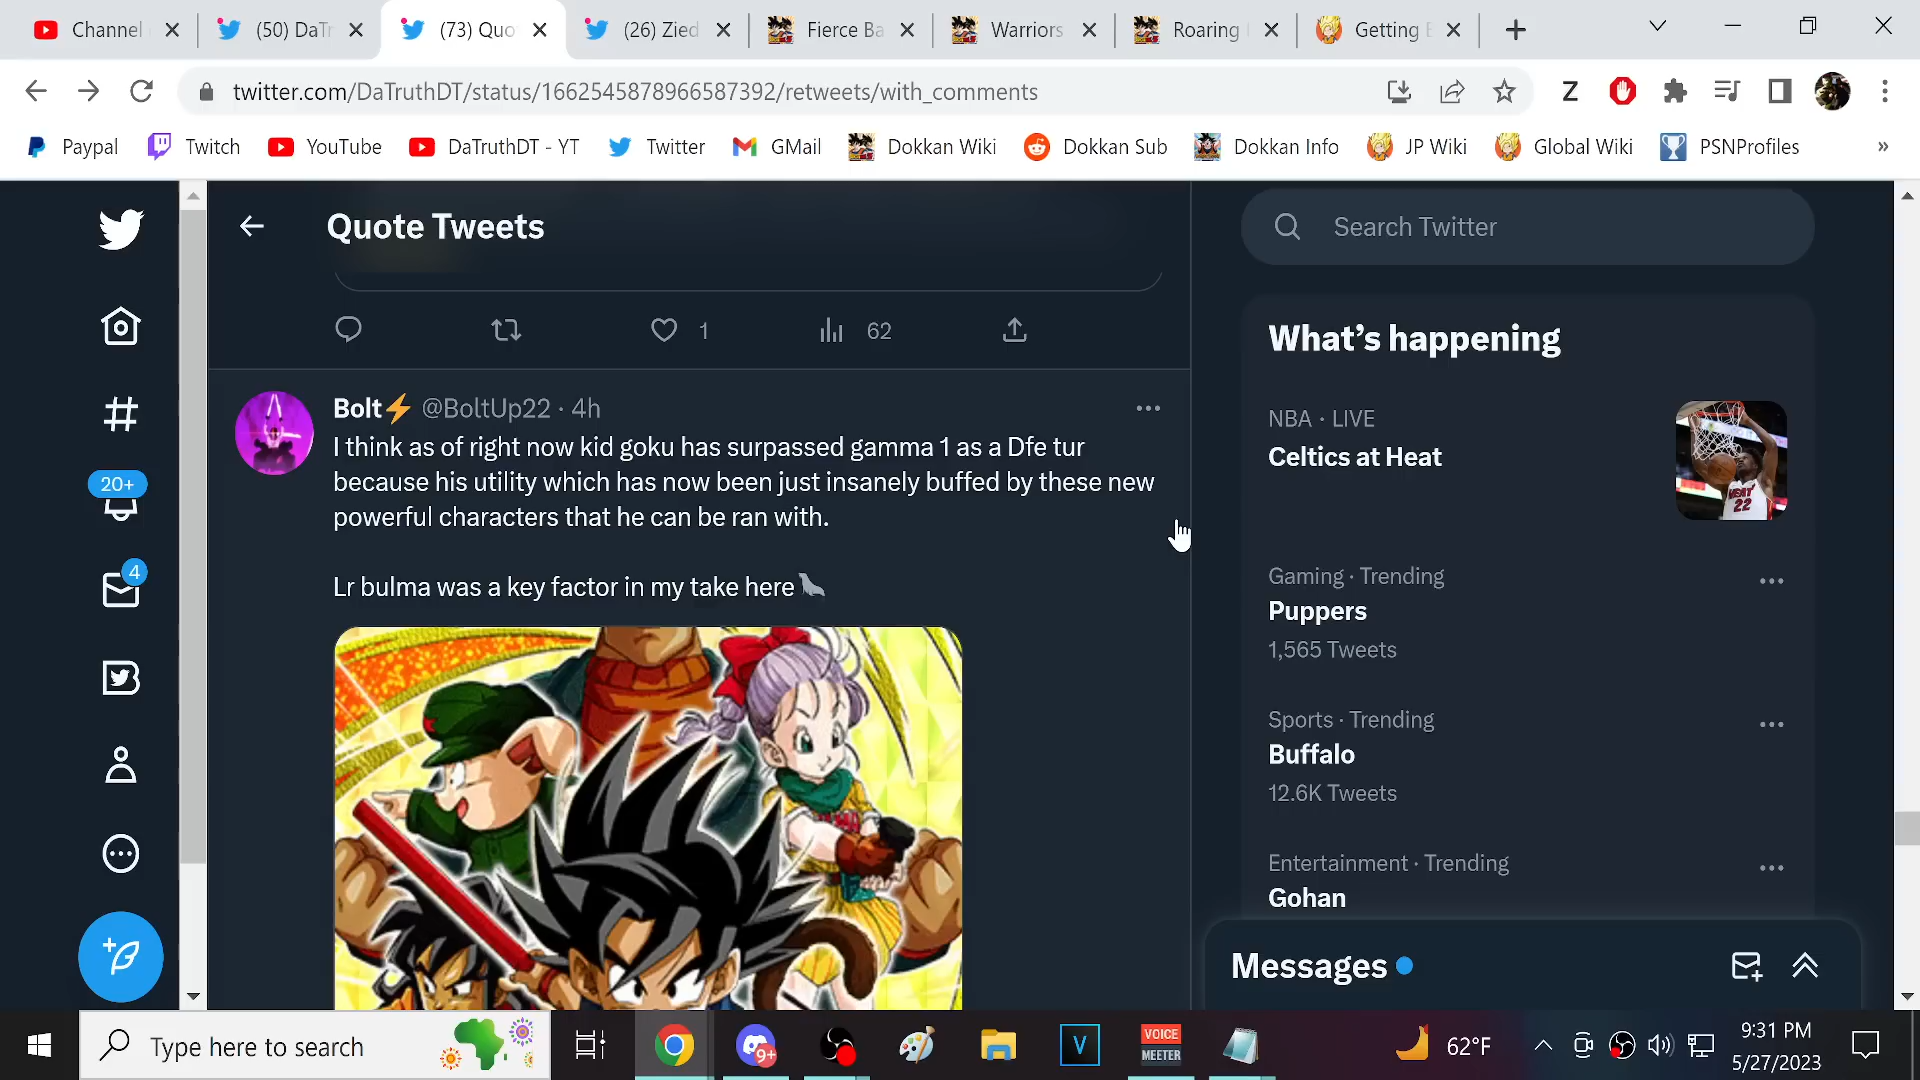 Channel
(50) DaTr
(73) Quo
(26) Zied
Fierce Ba
Warriors
Roaring
Getting
twitter.com/DaTruthDT/status/1662545878966587392/retweets/with_comments
Z
Paypal
Twitch
YouTube
DaTruthDT - YT
Twitter
GMail
Dokkan Wiki
Dokkan Sub
Dokkan Info
JP Wiki
Global Wiki
PSNProfiles
»
Quote Tweets
Search Twitter
1
62
Bolt⚡ @BoltUp22 · 4h
I think as of right now kid goku has surpassed gamma 1 as a Dfe tur
because his utility which has now been just insanely buffed by these new
powerful characters that he can be ran with.
Lr bulma was a key factor in my take here🦭
20+
4
What's happening
NBA · LIVE
Celtics at Heat
22
Gaming · Trending
Puppers
1,565 Tweets
Sports · Trending
Buffalo
12.6K Tweets
Entertainment · Trending
Gohan
Messages
Type here to search
9+
V
VOICE
MEETER
62°F
9:31 PM
5/27/2023